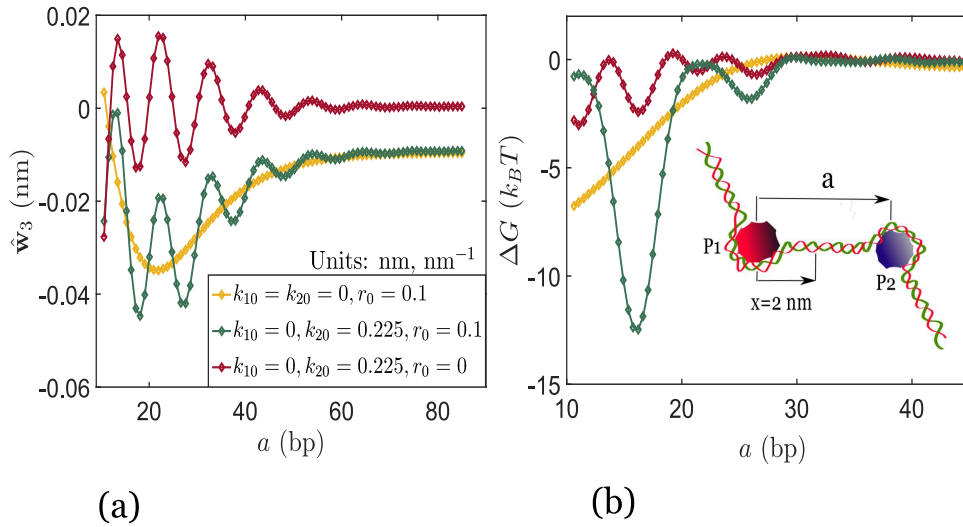 0.02
0
-0.02
-0.04
-0.06
ŵ₃ (nm)
20 40 60 80
a (bp)
Units: nm, nm⁻¹
k₁₀ = k₂₀ = 0, r₀ = 0.1
k₁₀ = 0, k₂₀ = 0.225, r₀ = 0.1
k₁₀ = 0, k₂₀ = 0.225, r₀ = 0
(a)
0
-5
-10
-15
ΔG (k_BT)
10 20 30 40
a (bp)
a
P1
P2
x=2 nm
(b)